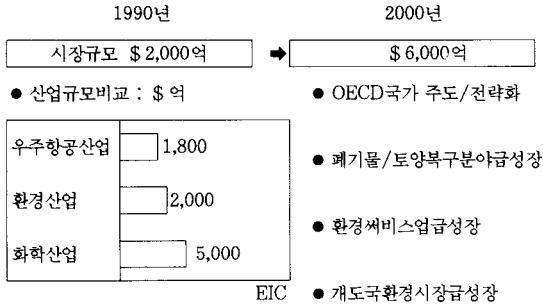 1990년
2000년
시장규모 $2,000억
➡
$6,000억
● 산업규모비교 : $ 억
우주항공산업 1,800
환경산업 2,000
화학산업 5,000
EIC
● OECD국가 주도/전략화
● 폐기물/토양복구분야급성장
● 환경써비스업급성장
● 개도국환경시장급성장